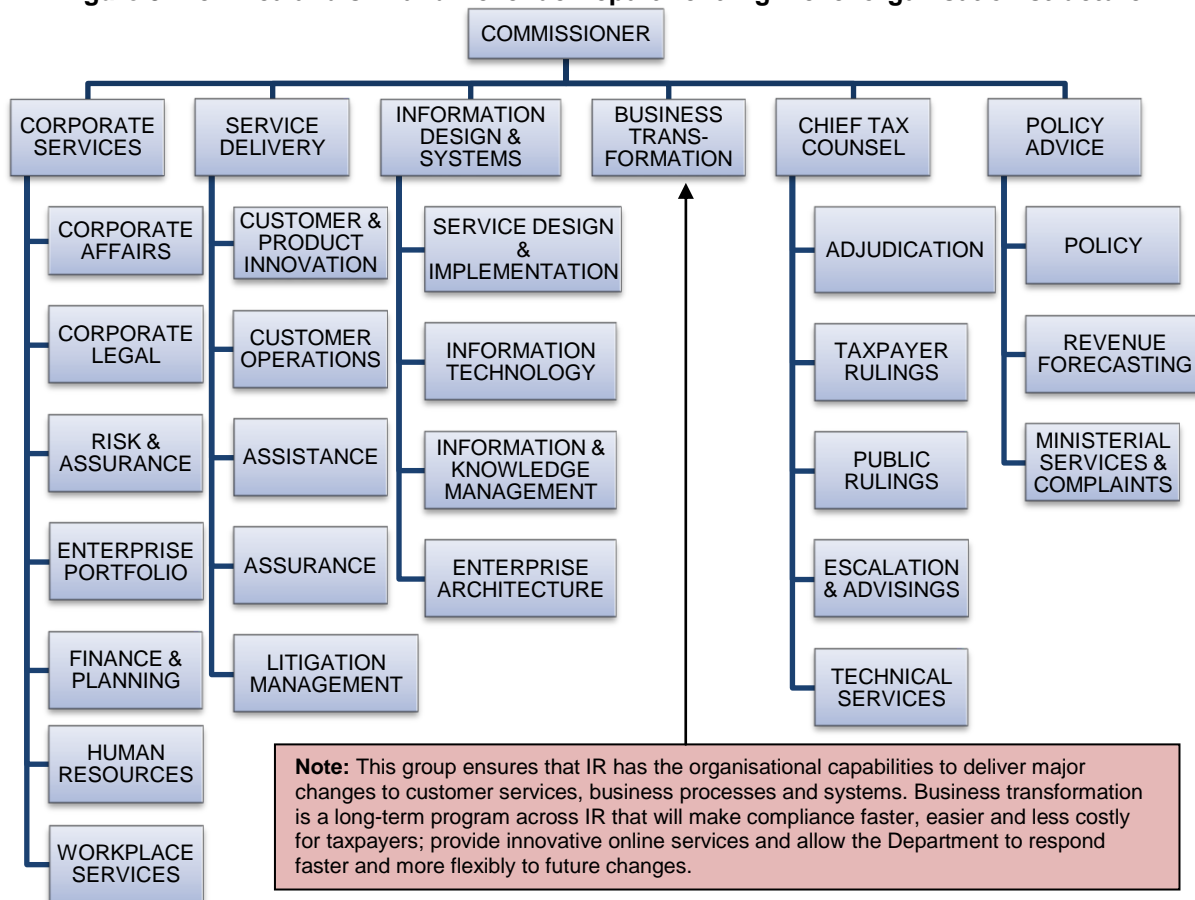 COMMISSIONER
CORPORATE
SERVICES
SERVICE
DELIVERY
INFORMATION
DESIGN &
SYSTEMS
BUSINESS
TRANS-
FORMATION
CHIEF TAX
COUNSEL
POLICY
ADVICE
CORPORATE
AFFAIRS
CORPORATE
LEGAL
RISK &
ASSURANCE
ENTERPRISE
PORTFOLIO
FINANCE &
PLANNING
HUMAN
RESOURCES
WORKPLACE
SERVICES
CUSTOMER &
PRODUCT
INNOVATION
CUSTOMER
OPERATIONS
ASSISTANCE
ASSURANCE
LITIGATION
MANAGEMENT
SERVICE DESIGN
&
IMPLEMENTATION
INFORMATION
TECHNOLOGY
INFORMATION &
KNOWLEDGE
MANAGEMENT
ENTERPRISE
ARCHITECTURE
ADJUDICATION
TAXPAYER
RULINGS
PUBLIC
RULINGS
ESCALATION
& ADVISINGS
TECHNICAL
SERVICES
POLICY
REVENUE
FORECASTING
MINISTERIAL
SERVICES &
COMPLAINTS
Note: This group ensures that IR has the organisational capabilities to deliver major
changes to customer services, business processes and systems. Business transformation
is a long-term program across IR that will make compliance faster, easier and less costly
for taxpayers; provide innovative online services and allow the Department to respond
faster and more flexibly to future changes.